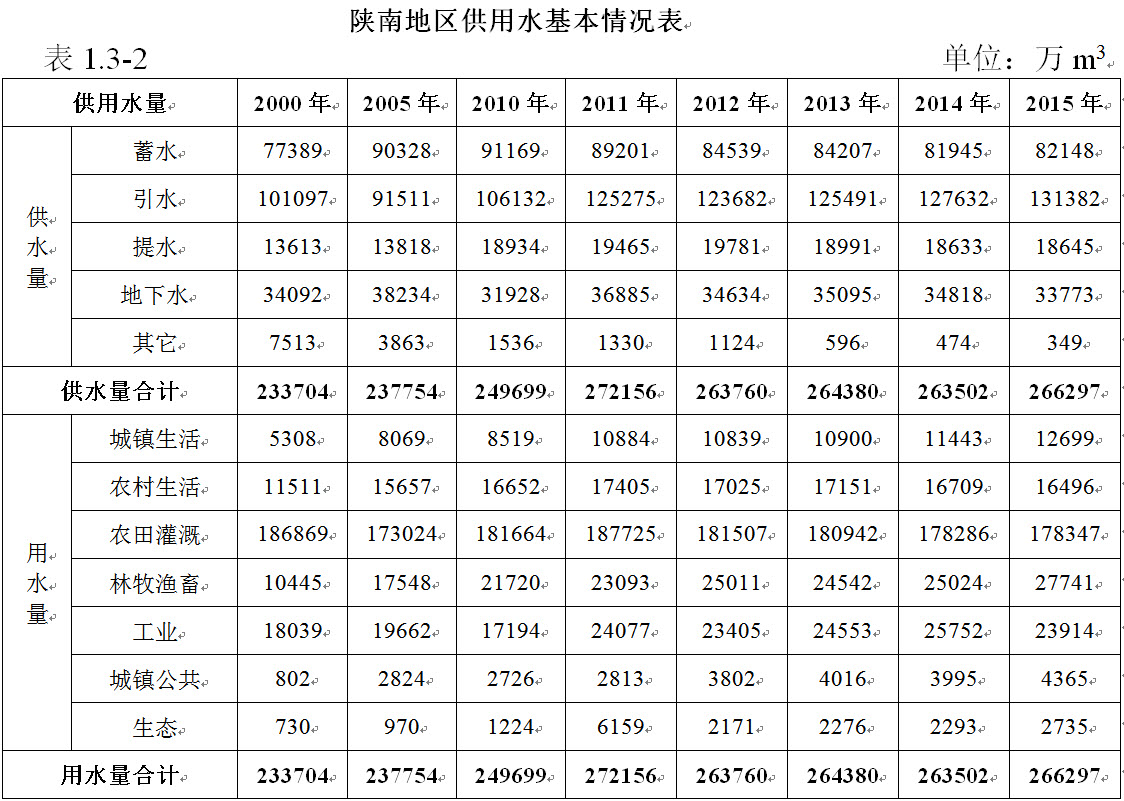 陕南地区供用水基本情况表
表 1.3-2 单位：万 m³
供用水量 2000 年 2005 年 2010 年 2011 年 2012 年 2013 年 2014 年 2015 年
供水量
蓄水 77389 90328 91169 89201 84539 84207 81945 82148
引水 101097 91511 106132 125275 123682 125491 127632 131382
提水 13613 13818 18934 19465 19781 18991 18633 18645
地下水 34092 38234 31928 36885 34634 35095 34818 33773
其它 7513 3863 1536 1330 1124 596 474 349
供水量合计 233704 237754 249699 272156 263760 264380 263502 266297
用水量
城镇生活 5308 8069 8519 10884 10839 10900 11443 12699
农村生活 11511 15657 16652 17405 17025 17151 16709 16496
农田灌溉 186869 173024 181664 187725 181507 180942 178286 178347
林牧渔畜 10445 17548 21720 23093 25011 24542 25024 27741
工业 18039 19662 17194 24077 23405 24553 25752 23914
城镇公共 802 2824 2726 2813 3802 4016 3995 4365
生态 730 970 1224 6159 2171 2276 2293 2735
用水量合计 233704 237754 249699 272156 263760 264380 263502 266297